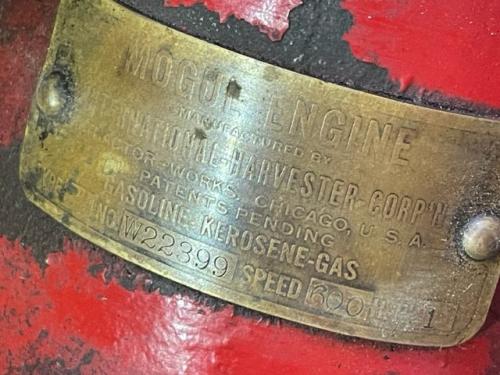 MOGUL ENGINE
MANUFACTURED BY
INTERNATIONAL HARVESTER CORP'N
TRACTOR WORKS, CHICAGO, U.S.A.
PATENTS PENDING
GASOLINE-KEROSENE-GAS
NO. W22399 SPEED 600 H.P. 1